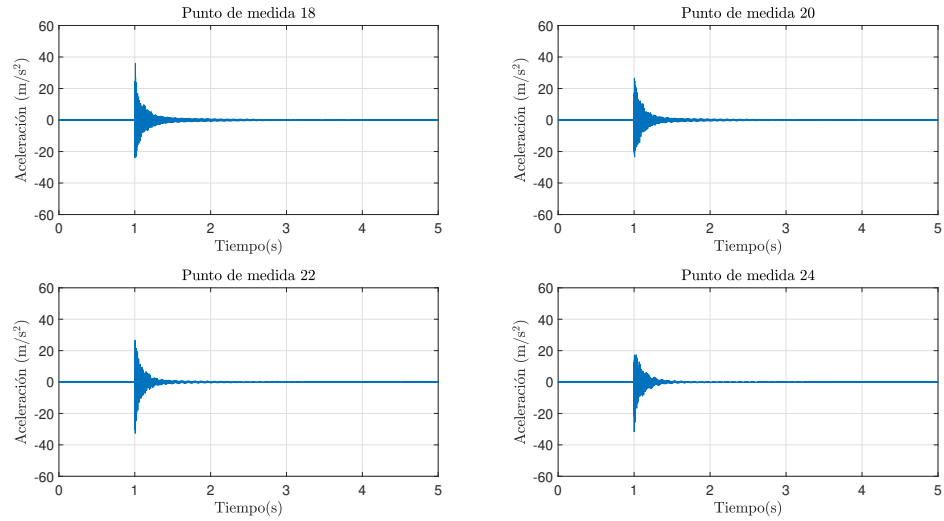 Punto de medida 18
60
40
20
0
-20
-40
-60
Aceleración (m/s²)
0 1 2 3 4 5
Tiempo(s)
Punto de medida 20
60
40
20
0
-20
-40
-60
Aceleración (m/s²)
0 1 2 3 4 5
Tiempo(s)
Punto de medida 22
60
40
20
0
-20
-40
-60
Aceleración (m/s²)
0 1 2 3 4 5
Tiempo(s)
Punto de medida 24
60
40
20
0
-20
-40
-60
Aceleración (m/s²)
0 1 2 3 4 5
Tiempo(s)